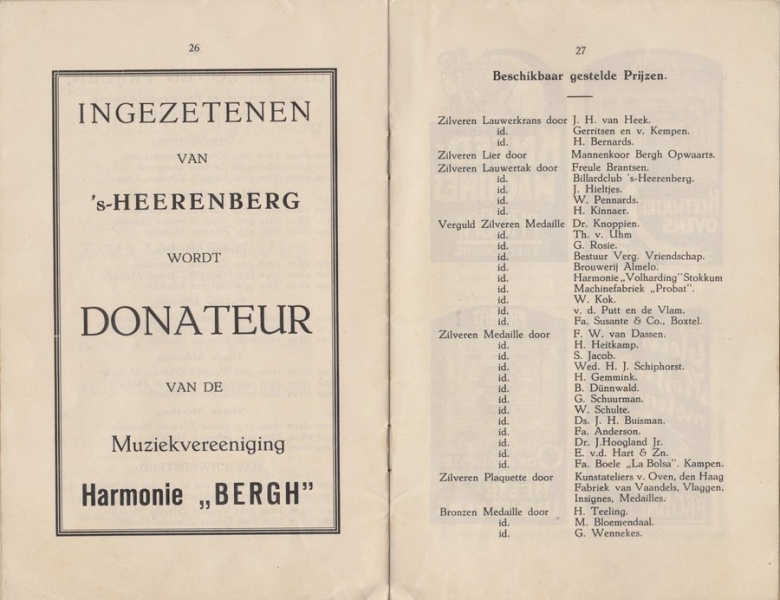 26
INGEZETENEN
VAN
's-HEERENBERG
WORDT
DONATEUR
VAN DE
Muziekvereeniging
Harmonie „BERGH"
27
Beschikbaar gestelde Prijzen.
Zilveren Lauwerkrans door J. H. van Heek.
id. Gerritsen en v. Kempen.
id. H. Bernards.
Zilveren Lier door Mannenkoor Bergh Opwaarts.
Zilveren Lauwertak door Freule Brantsen.
id. Billardclub 's-Heerenberg.
id. J. Hieltjes.
id. W. Pennards.
id. H. Kinnaer.
Verguld Zilveren Medaille Dr. Knoppien.
id. Th. v. Uhm
id. G. Rosie.
id. Bestuur Verg. Vriendschap.
id. Brouwerij Almelo.
id. Harmonie „Volharding" Stokkum
id. Machinefabriek „Probat".
id. W. Kok.
id. v. d. Putt en de Vlam.
id. Fa. Susante & Co., Boxtel.
Zilveren Medaille door F. W. van Dassen.
id. H. Heitkamp.
id. S. Jacob.
id. Wed. H. J. Schiphorst.
id. H. Gemmink.
id. B. Dünnwald.
id. G. Schuurman.
id. W. Schulte.
id. Ds. J. H. Buisman.
id. Fa. Anderson.
id. Dr. J.Hoogland Jr.
id. E. v.d. Hart & Zn.
id. Fa. Boele „La Bolsa". Kampen.
Zilveren Plaquette door Kunstateliers v. Oven, den Haag
Fabriek van Vaandels, Vlaggen,
Insignes, Medailles.
Bronzen Medaille door H. Teeling.
id. M. Bloemendaal.
id. G. Wennekes.